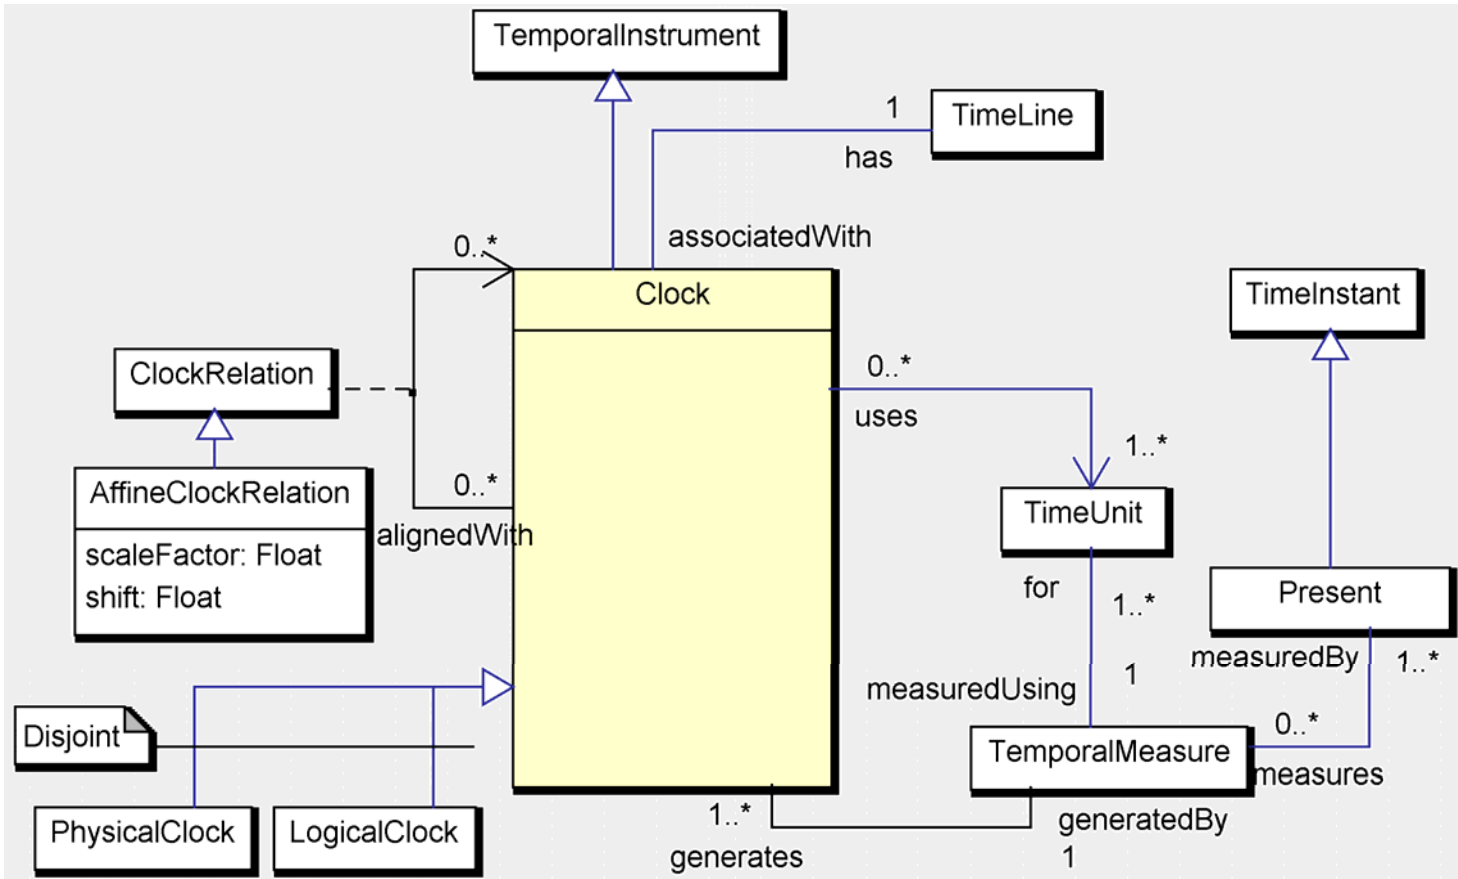 TemporalInstrument
1
TimeLine
has
associatedWith
0..*
Clock
TimeInstant
ClockRelation
0..*
uses
1..*
AffineClockRelation
scaleFactor: Float
shift: Float
0..*
alignedWith
TimeUnit
for
1..*
Present
measuredBy
1..*
measuredUsing
1
Disjoint
0..*
TemporalMeasure
measures
PhysicalClock
LogicalClock
1..*
generates
generatedBy
1